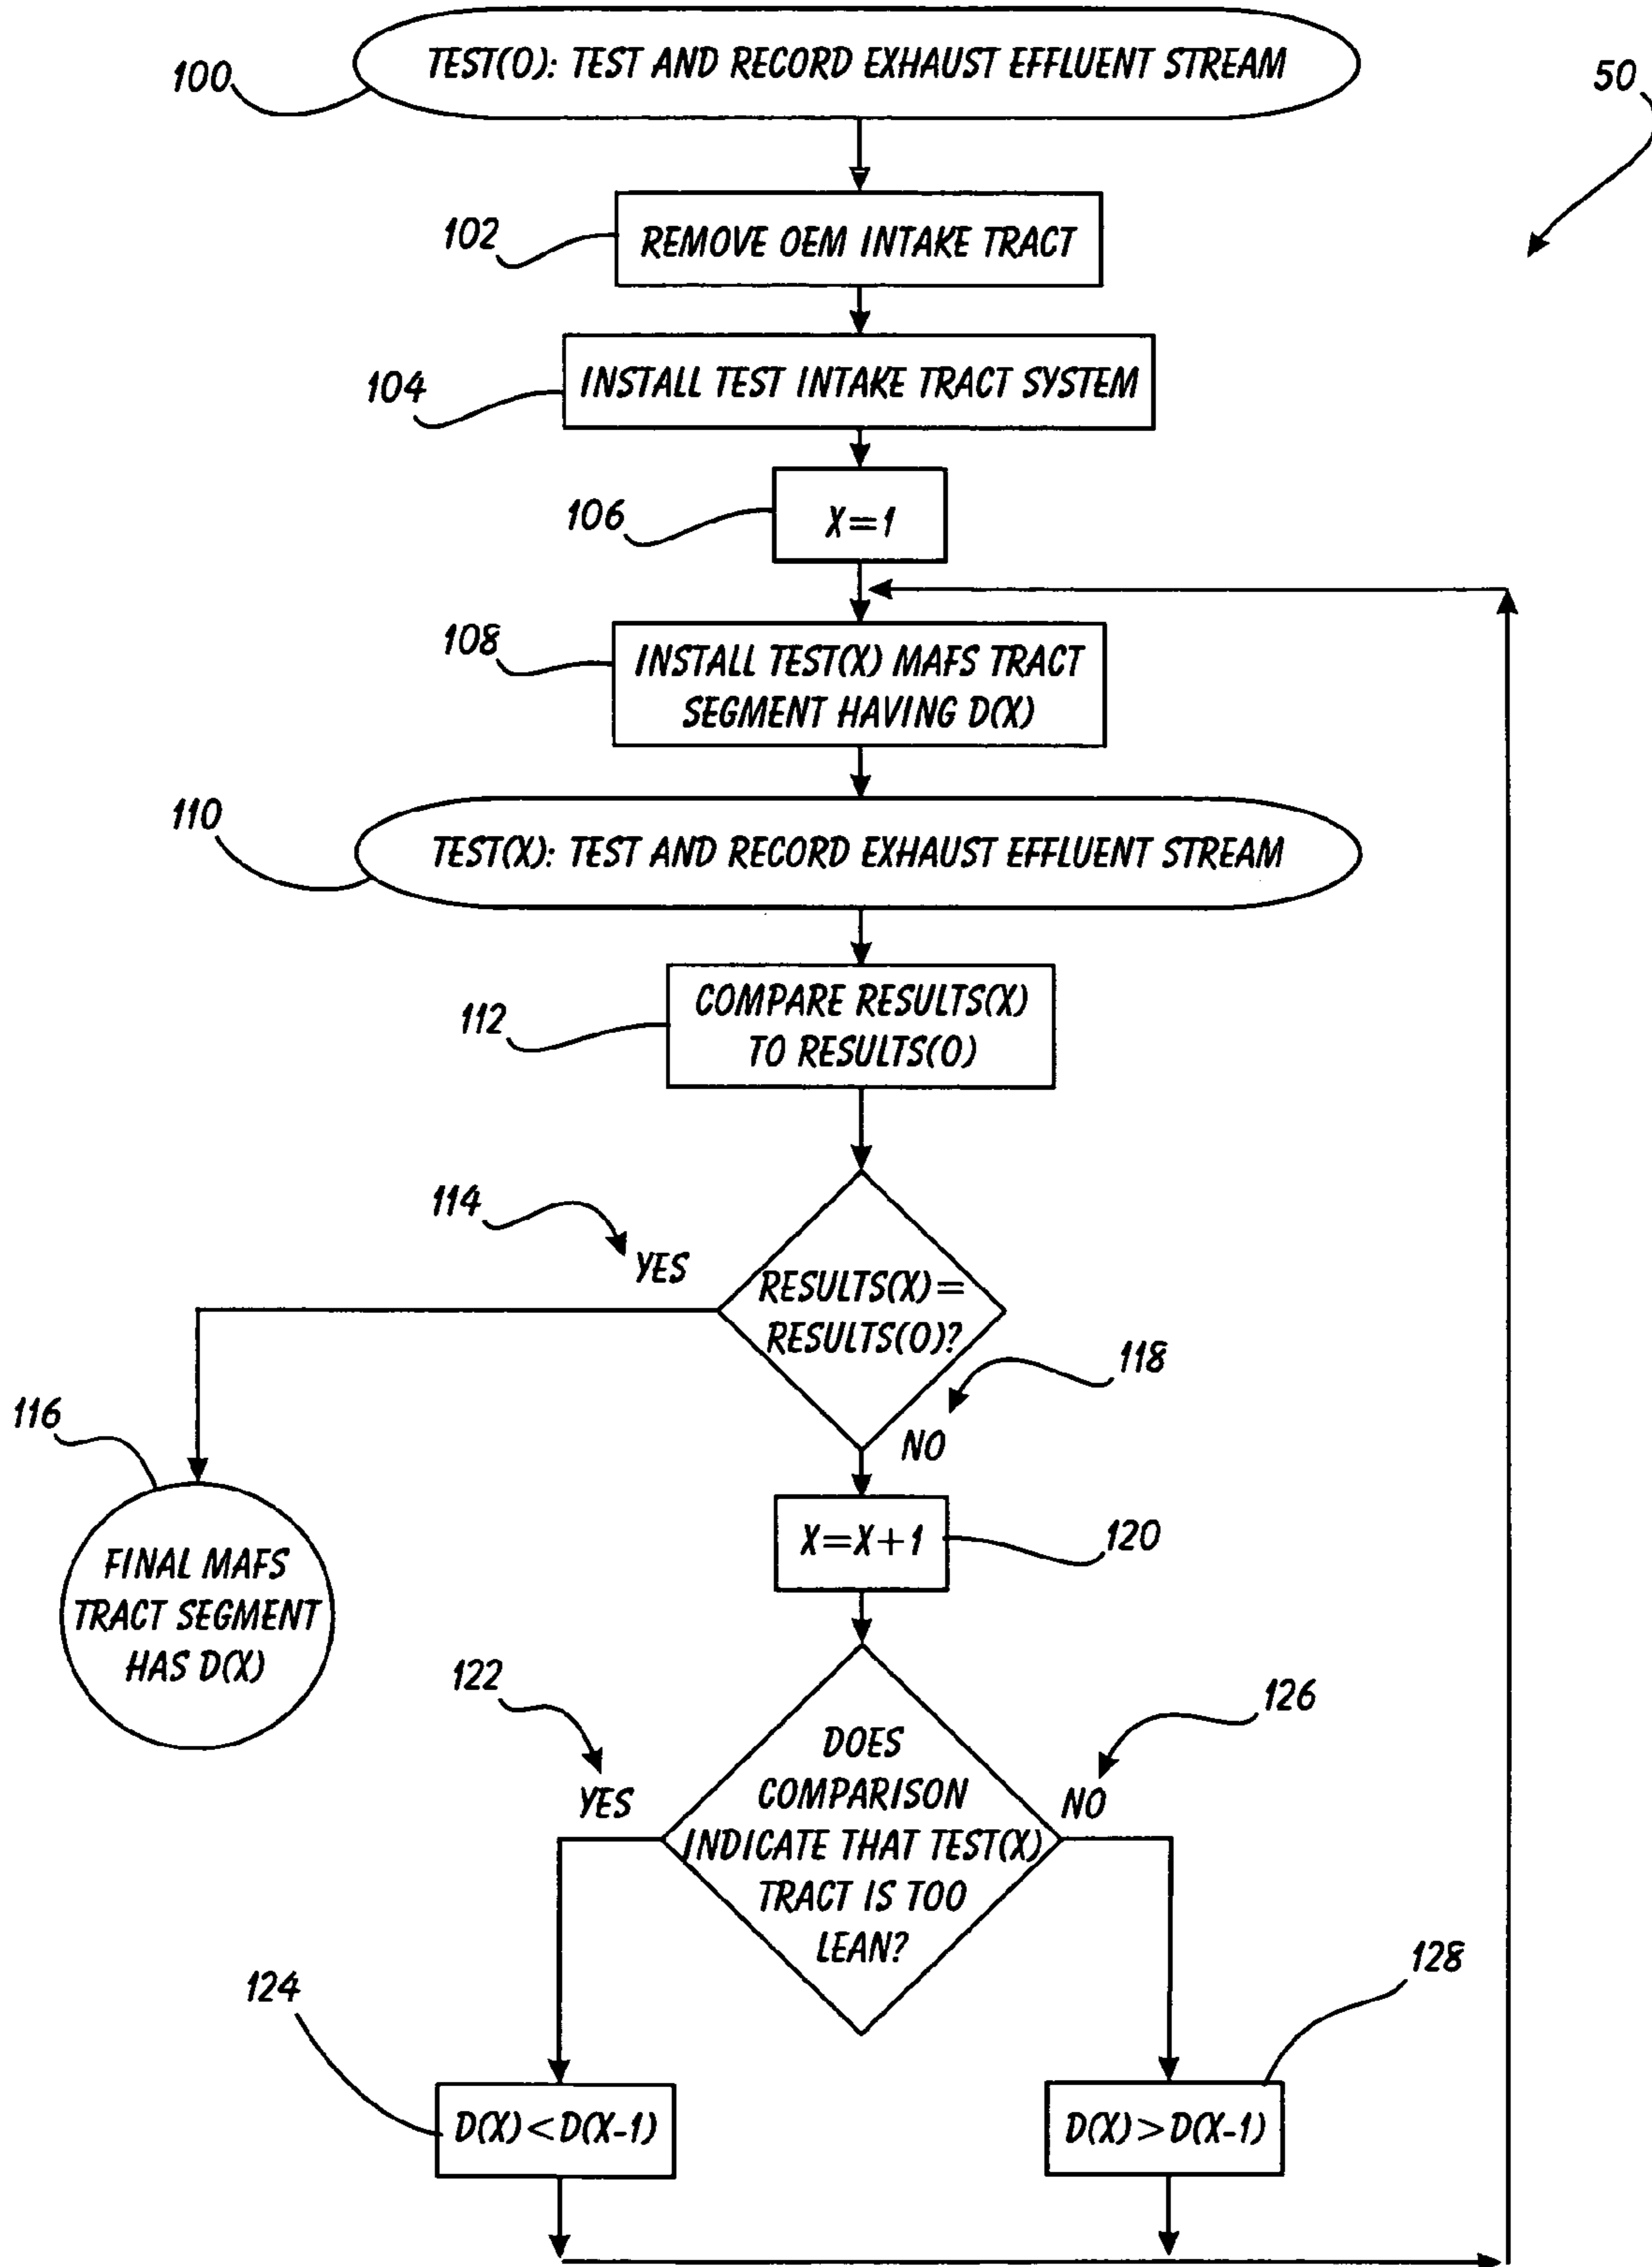 TEST(0): TEST AND RECORD EXHAUST EFFLUENT STREAM
100
50
REMOVE OEM INTAKE TRACT
102
INSTALL TEST INTAKE TRACT SYSTEM
104
X=1
106
108
INSTALL TEST(X) MAFS TRACT
SEGMENT HAVING D(X)
110
TEST(X): TEST AND RECORD EXHAUST EFFLUENT STREAM
COMPARE RESULTS(X)
TO RESULTS(0)
112
114
YES
RESULTS(X)=
RESULTS(0)?
118
NO
116
FINAL MAFS
TRACT SEGMENT
HAS D(X)
X=X+1
120
122
YES
126
NO
DOES
COMPARISON
INDICATE THAT TEST(X)
TRACT IS TOO
LEAN?
124
D(X)<D(X-1)
128
D(X)>D(X-1)